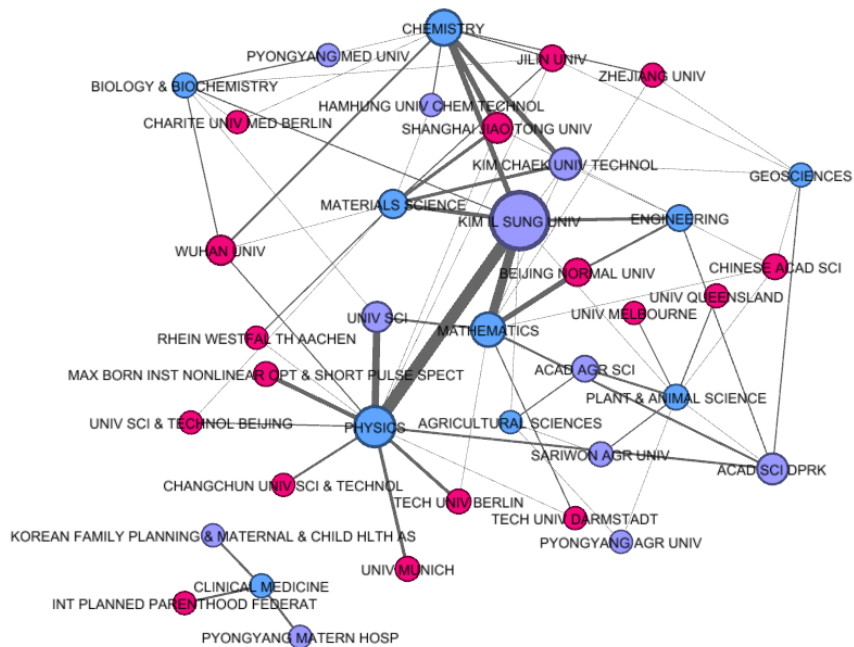 CHEMISTRY
PYONGYANG MED UNIV
JILIN UNIV
ZHEJIANG UNIV
BIOLOGY & BIOCHEMISTRY
HAMHUNG UNIV CHEM TECHNOL
CHARITE UNIV MED BERLIN
SHANGHAI JIAO TONG UNIV
KIM CHAEK UNIV TECHNOL
GEOSCIENCES
MATERIALS SCIENCE
KIM IL SUNG UNIV
ENGINEERING
WUHAN UNIV
BEIJING NORMAL UNIV
CHINESE ACAD SCI
UNIV QUEENSLAND
UNIV MELBOURNE
UNIV SCI
MATHEMATICS
RHEIN WESTFAL TH AACHEN
ACAD AGR SCI
MAX BORN INST NONLINEAR OPT & SHORT PULSE SPECT
PLANT & ANIMAL SCIENCE
UNIV SCI & TECHNOL BEIJING
PHYSICS
AGRICULTURAL SCIENCES
SARIWON AGR UNIV
ACAD SCI DPRK
CHANGCHUN UNIV SCI & TECHNOL
TECH UNIV BERLIN
TECH UNIV DARMSTADT
KOREAN FAMILY PLANNING & MATERNAL & CHILD HLTH AS
PYONGYANG AGR UNIV
UNIV MUNICH
CLINICAL MEDICINE
INT PLANNED PARENTHOOD FEDERAT
PYONGYANG MATERN HOSP